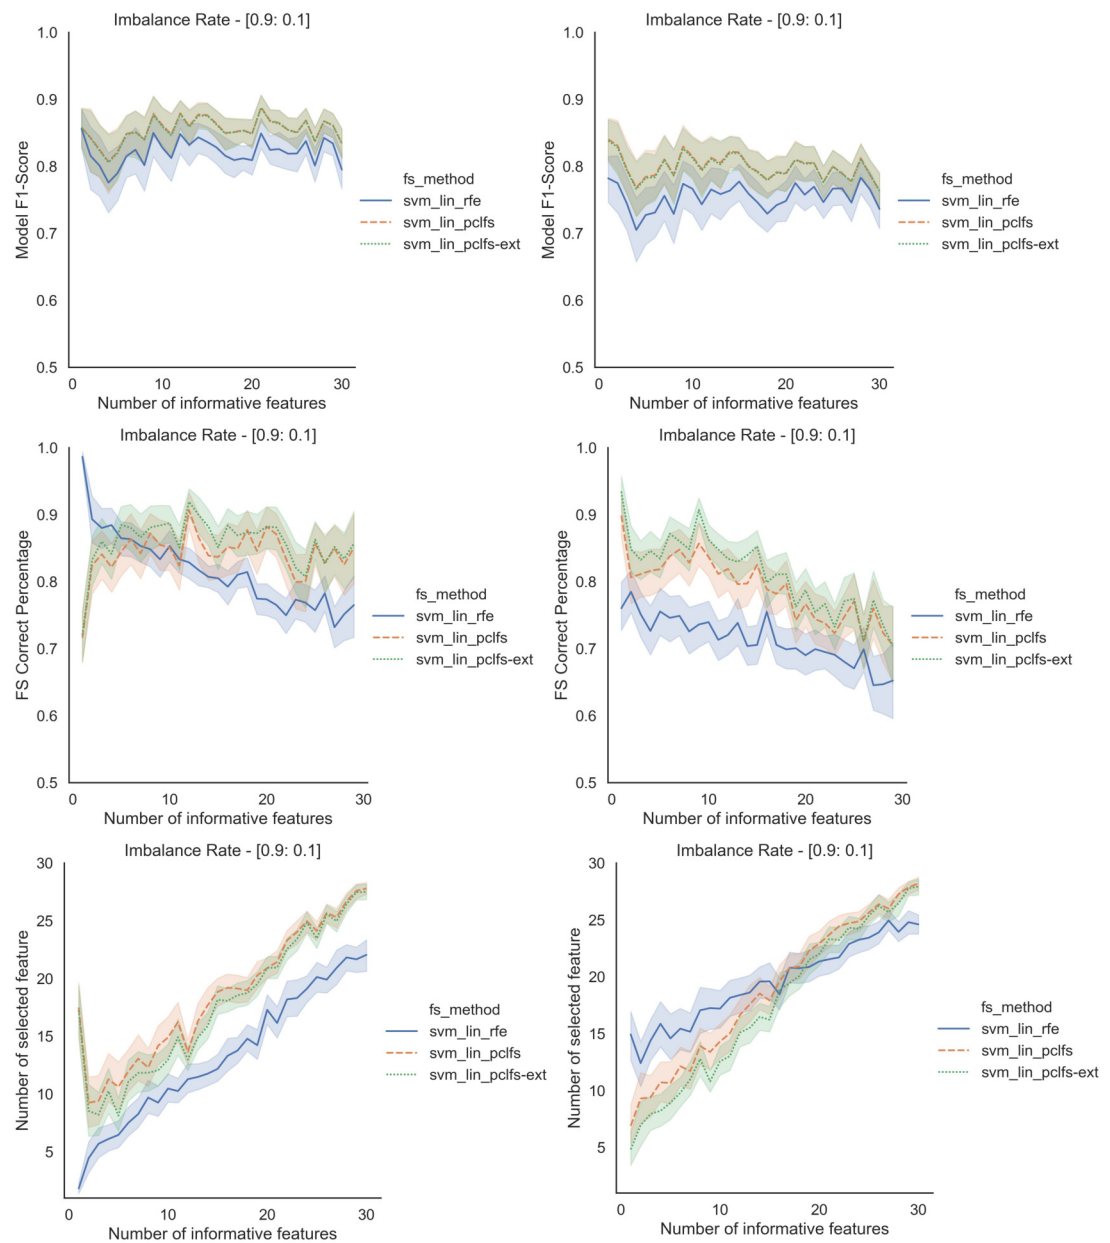 Imbalance Rate - [0.9: 0.1]
1.0
0.9
0.8
0.7
0.6
0.5
Model F1-Score
0
10
20
30
Number of informative features
fs_method
svm_lin_rfe
svm_lin_pclfs
svm_lin_pclfs-ext
Imbalance Rate - [0.9: 0.1]
1.0
0.9
0.8
0.7
0.6
0.5
Model F1-Score
0
10
20
30
Number of informative features
fs_method
svm_lin_rfe
svm_lin_pclfs
svm_lin_pclfs-ext
Imbalance Rate - [0.9: 0.1]
1.0
0.9
0.8
0.7
0.6
0.5
FS Correct Percentage
0
10
20
30
Number of informative features
fs_method
svm_lin_rfe
svm_lin_pclfs
svm_lin_pclfs-ext
Imbalance Rate - [0.9: 0.1]
1.0
0.9
0.8
0.7
0.6
0.5
FS Correct Percentage
0
10
20
30
Number of informative features
fs_method
svm_lin_rfe
svm_lin_pclfs
svm_lin_pclfs-ext
Imbalance Rate - [0.9: 0.1]
30
25
20
15
10
5
Number of selected feature
0
10
20
30
Number of informative features
fs_method
svm_lin_rfe
svm_lin_pclfs
svm_lin_pclfs-ext
Imbalance Rate - [0.9: 0.1]
30
25
20
15
10
5
Number of selected feature
0
10
20
30
Number of informative features
fs_method
svm_lin_rfe
svm_lin_pclfs
svm_lin_pclfs-ext